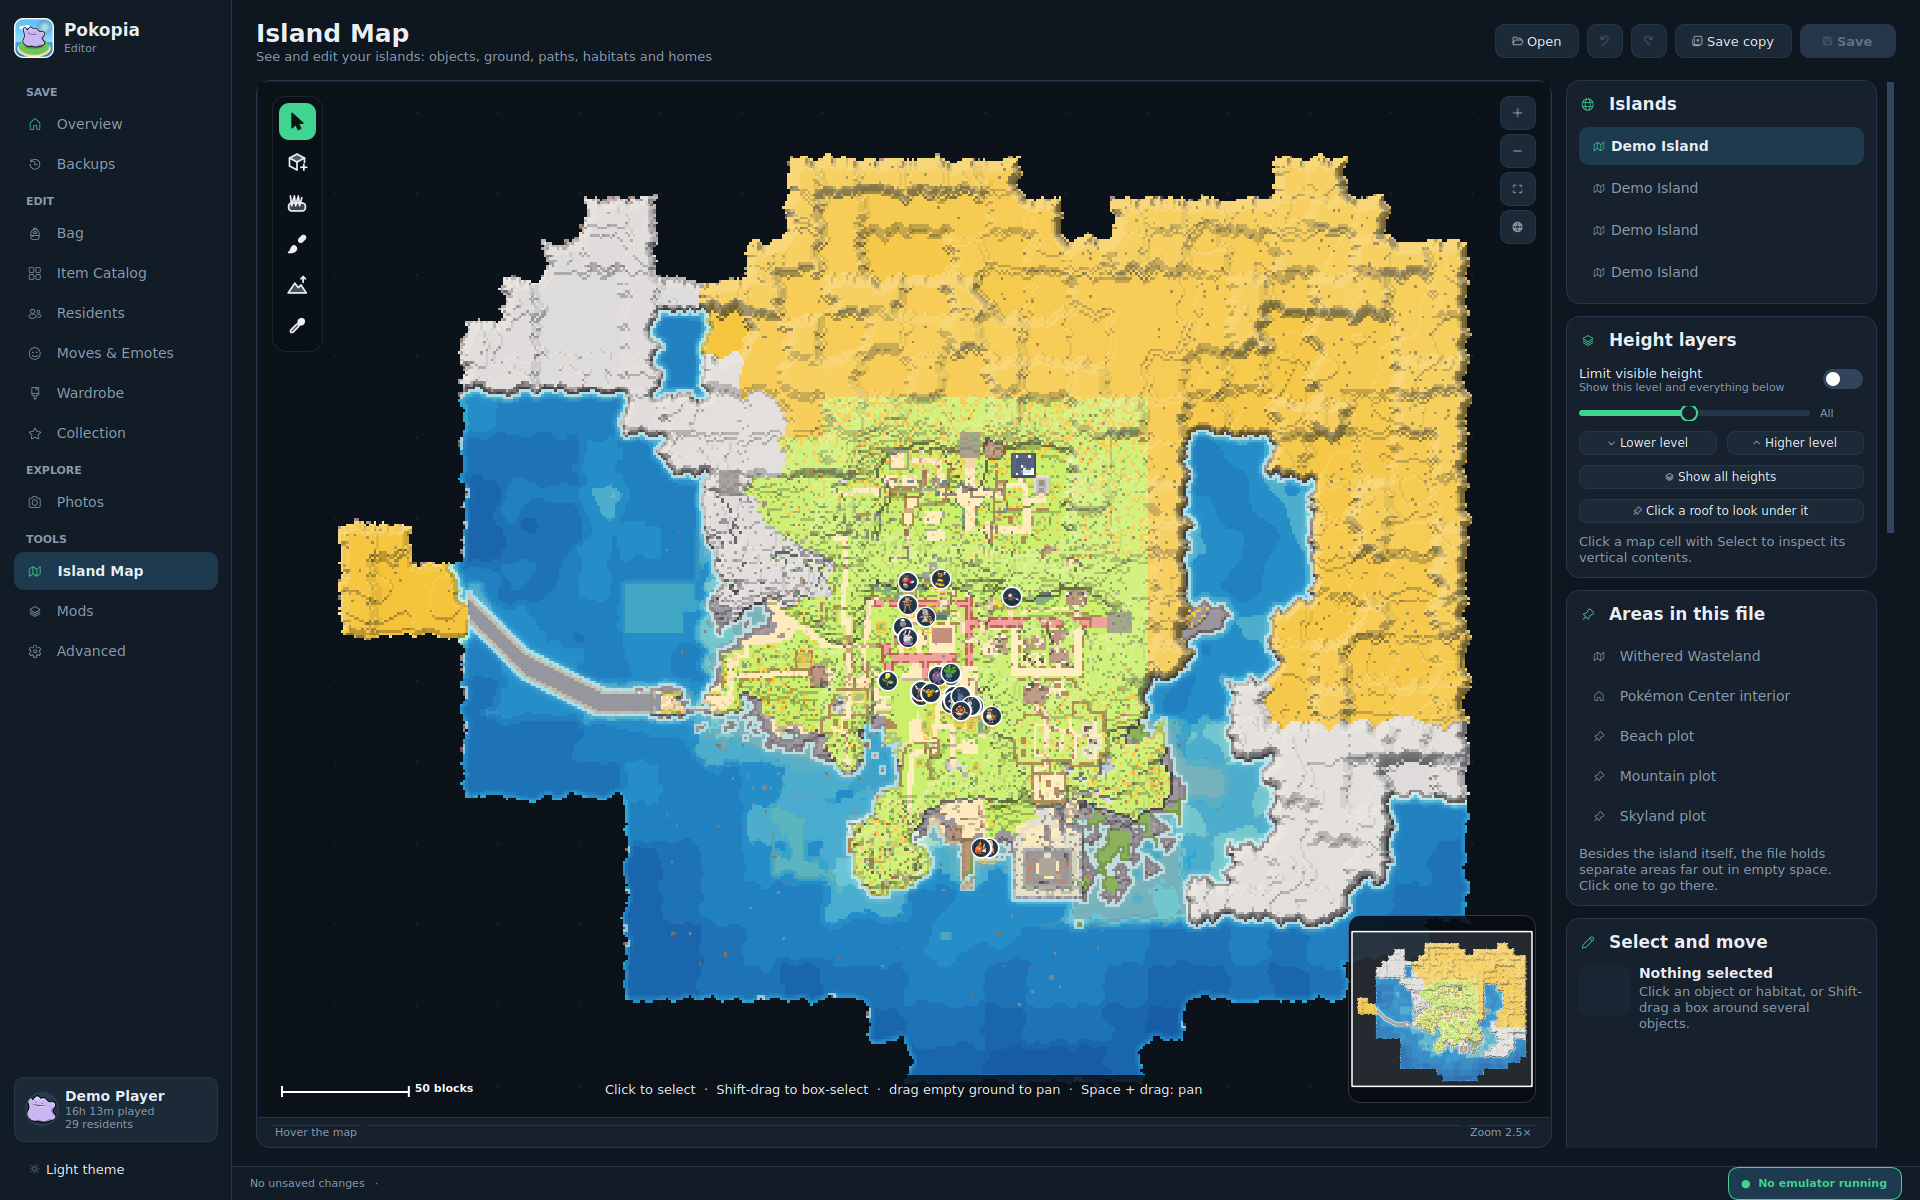 Pokopia
Editor
SAVE
Overview
Backups
EDIT
Bag
Item Catalog
Residents
Moves & Emotes
Wardrobe
Collection
EXPLORE
Photos
TOOLS
Island Map
Mods
Advanced
Demo Player
16h 13m played
29 residents
Light theme
Island Map
See and edit your islands: objects, ground, paths, habitats and homes
Open
Save copy
Save
50 blocks
Click to select · Shift-drag to box-select · drag empty ground to pan · Space + drag: pan
Hover the map
Zoom 2.5×
Islands
Demo Island
Demo Island
Demo Island
Demo Island
Height layers
Limit visible height
Show this level and everything below
All
Lower level
Higher level
Show all heights
Click a roof to look under it
Click a map cell with Select to inspect its
vertical contents.
Areas in this file
Withered Wasteland
Pokémon Center interior
Beach plot
Mountain plot
Skyland plot
Besides the island itself, the file holds
separate areas far out in empty space.
Click one to go there.
Select and move
Nothing selected
Click an object or habitat, or Shift-
drag a box around several
objects.
No unsaved changes ·
No emulator running